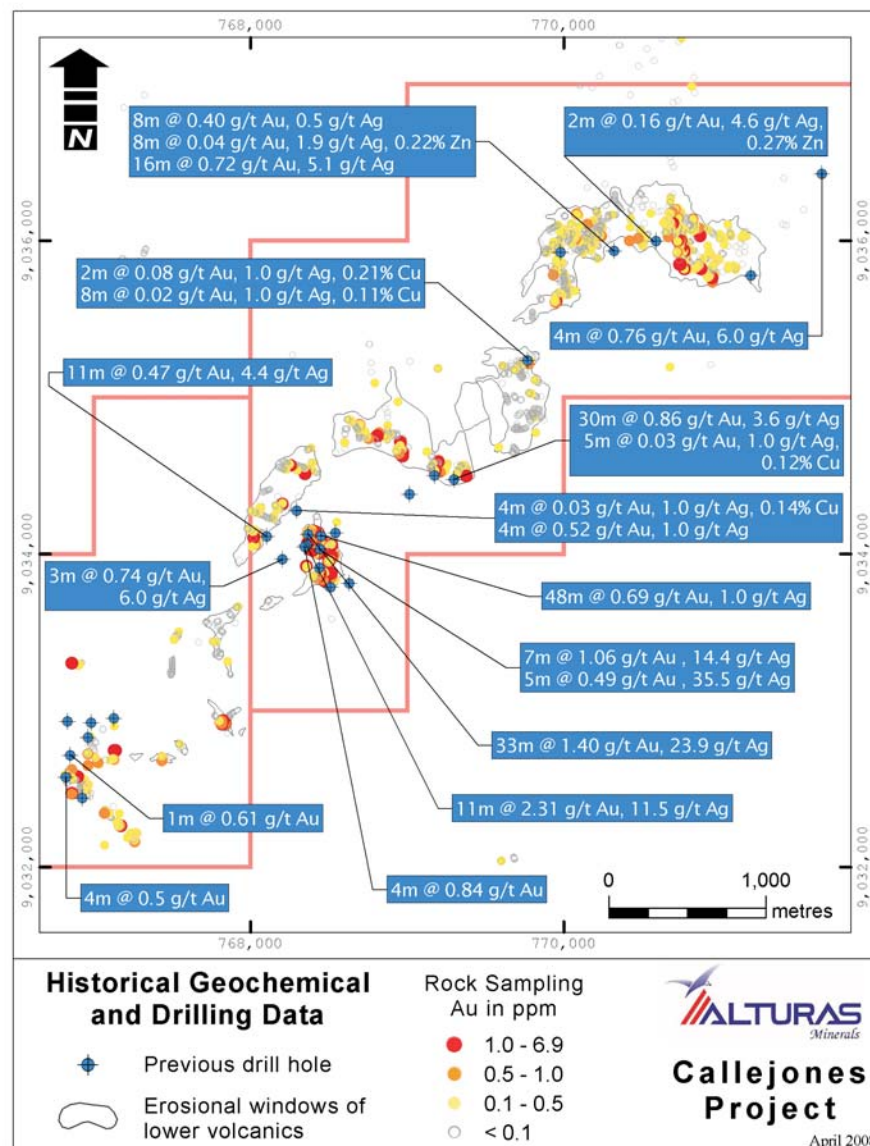 768,000
770,000
N
8m @ 0.40 g/t Au, 0.5 g/t Ag
8m @ 0.04 g/t Au, 1.9 g/t Ag, 0.22% Zn
16m @ 0.72 g/t Au, 5.1 g/t Ag
2m @ 0.16 g/t Au, 4.6 g/t Ag,
0.27% Zn
9,036,000
9,036,000
2m @ 0.08 g/t Au, 1.0 g/t Ag, 0.21% Cu
8m @ 0.02 g/t Au, 1.0 g/t Ag, 0.11% Cu
4m @ 0.76 g/t Au, 6.0 g/t Ag
11m @ 0.47 g/t Au, 4.4 g/t Ag
30m @ 0.86 g/t Au, 3.6 g/t Ag
5m @ 0.03 g/t Au, 1.0 g/t Ag,
0.12% Cu
4m @ 0.03 g/t Au, 1.0 g/t Ag, 0.14% Cu
4m @ 0.52 g/t Au, 1.0 g/t Ag
9,034,000
9,034,000
3m @ 0.74 g/t Au,
6.0 g/t Ag
48m @ 0.69 g/t Au, 1.0 g/t Ag
7m @ 1.06 g/t Au , 14.4 g/t Ag
5m @ 0.49 g/t Au , 35.5 g/t Ag
33m @ 1.40 g/t Au, 23.9 g/t Ag
11m @ 2.31 g/t Au, 11.5 g/t Ag
1m @ 0.61 g/t Au
4m @ 0.84 g/t Au
4m @ 0.5 g/t Au
9,032,000
9,032,000
0 1,000
metres
768,000
770,000
Historical Geochemical
and Drilling Data
Previous drill hole
Erosional windows of
lower volcanics
Rock Sampling
Au in ppm
1.0 - 6.9
0.5 - 1.0
0.1 - 0.5
< 0.1
ALTURAS
Minerals
Callejones
Project